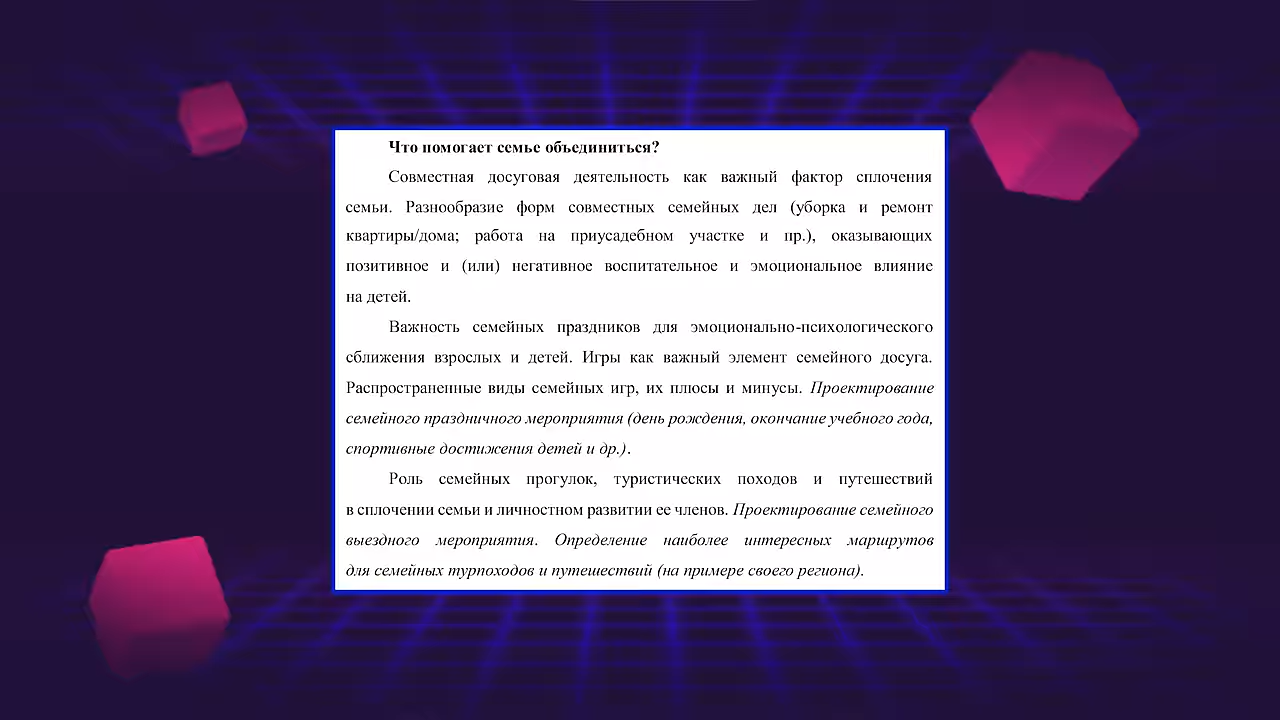 Что помогает семье объединиться?
Совместная досуговая деятельность как важный фактор сплочения
семьи. Разнообразие форм совместных семейных дел (уборка и ремонт
квартиры/дома; работа на приусадебном участке и пр.), оказывающих
позитивное и (или) негативное воспитательное и эмоциональное влияние
на детей.
Важность семейных праздников для эмоционально-психологического
сближения взрослых и детей. Игры как важный элемент семейного досуга.
Распространенные виды семейных игр, их плюсы и минусы. Проектирование
семейного праздничного мероприятия (день рождения, окончание учебного года,
спортивные достижения детей и др.).
Роль семейных прогулок, туристических походов и путешествий
в сплочении семьи и личностном развитии ее членов. Проектирование семейного
выездного мероприятия. Определение наиболее интересных маршрутов
для семейных турпоходов и путешествий (на примере своего региона).